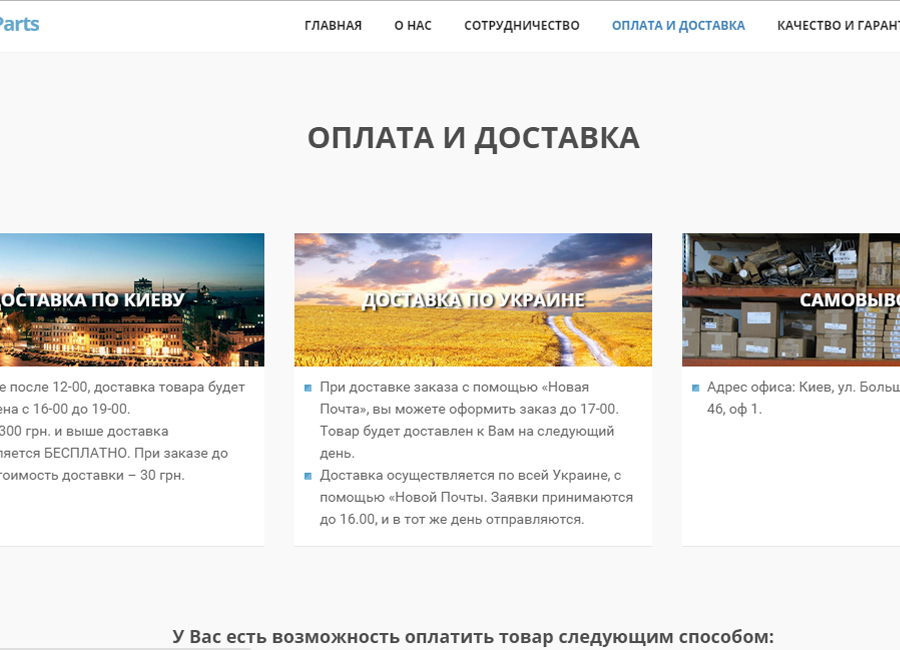 Parts
ГЛАВНАЯ О НАС СОТРУДНИЧЕСТВО ОПЛАТА И ДОСТАВКА КАЧЕСТВО И ГАРАНТ
ОПЛАТА И ДОСТАВКА
ДОСТАВКА ПО КИЕВУ
е после 12-00, доставка товара будет
ена с 16-00 до 19-00.
300 грн. и выше доставка
ляется БЕСПЛАТНО. При заказе до
тоимость доставки – 30 грн.
ДОСТАВКА ПО УКРАИНЕ
При доставке заказа с помощью «Новая
Почта», вы можете оформить заказ до 17-00.
Товар будет доставлен к Вам на следующий
день.
Доставка осуществляется по всей Украине, с
помощью «Новой Почты. Заявки принимаются
до 16.00, и в тот же день отправляются.
САМОВЫВО
Адрес офиса: Киев, ул. Больш
46, оф 1.
У Вас есть возможность оплатить товар следующим способом: